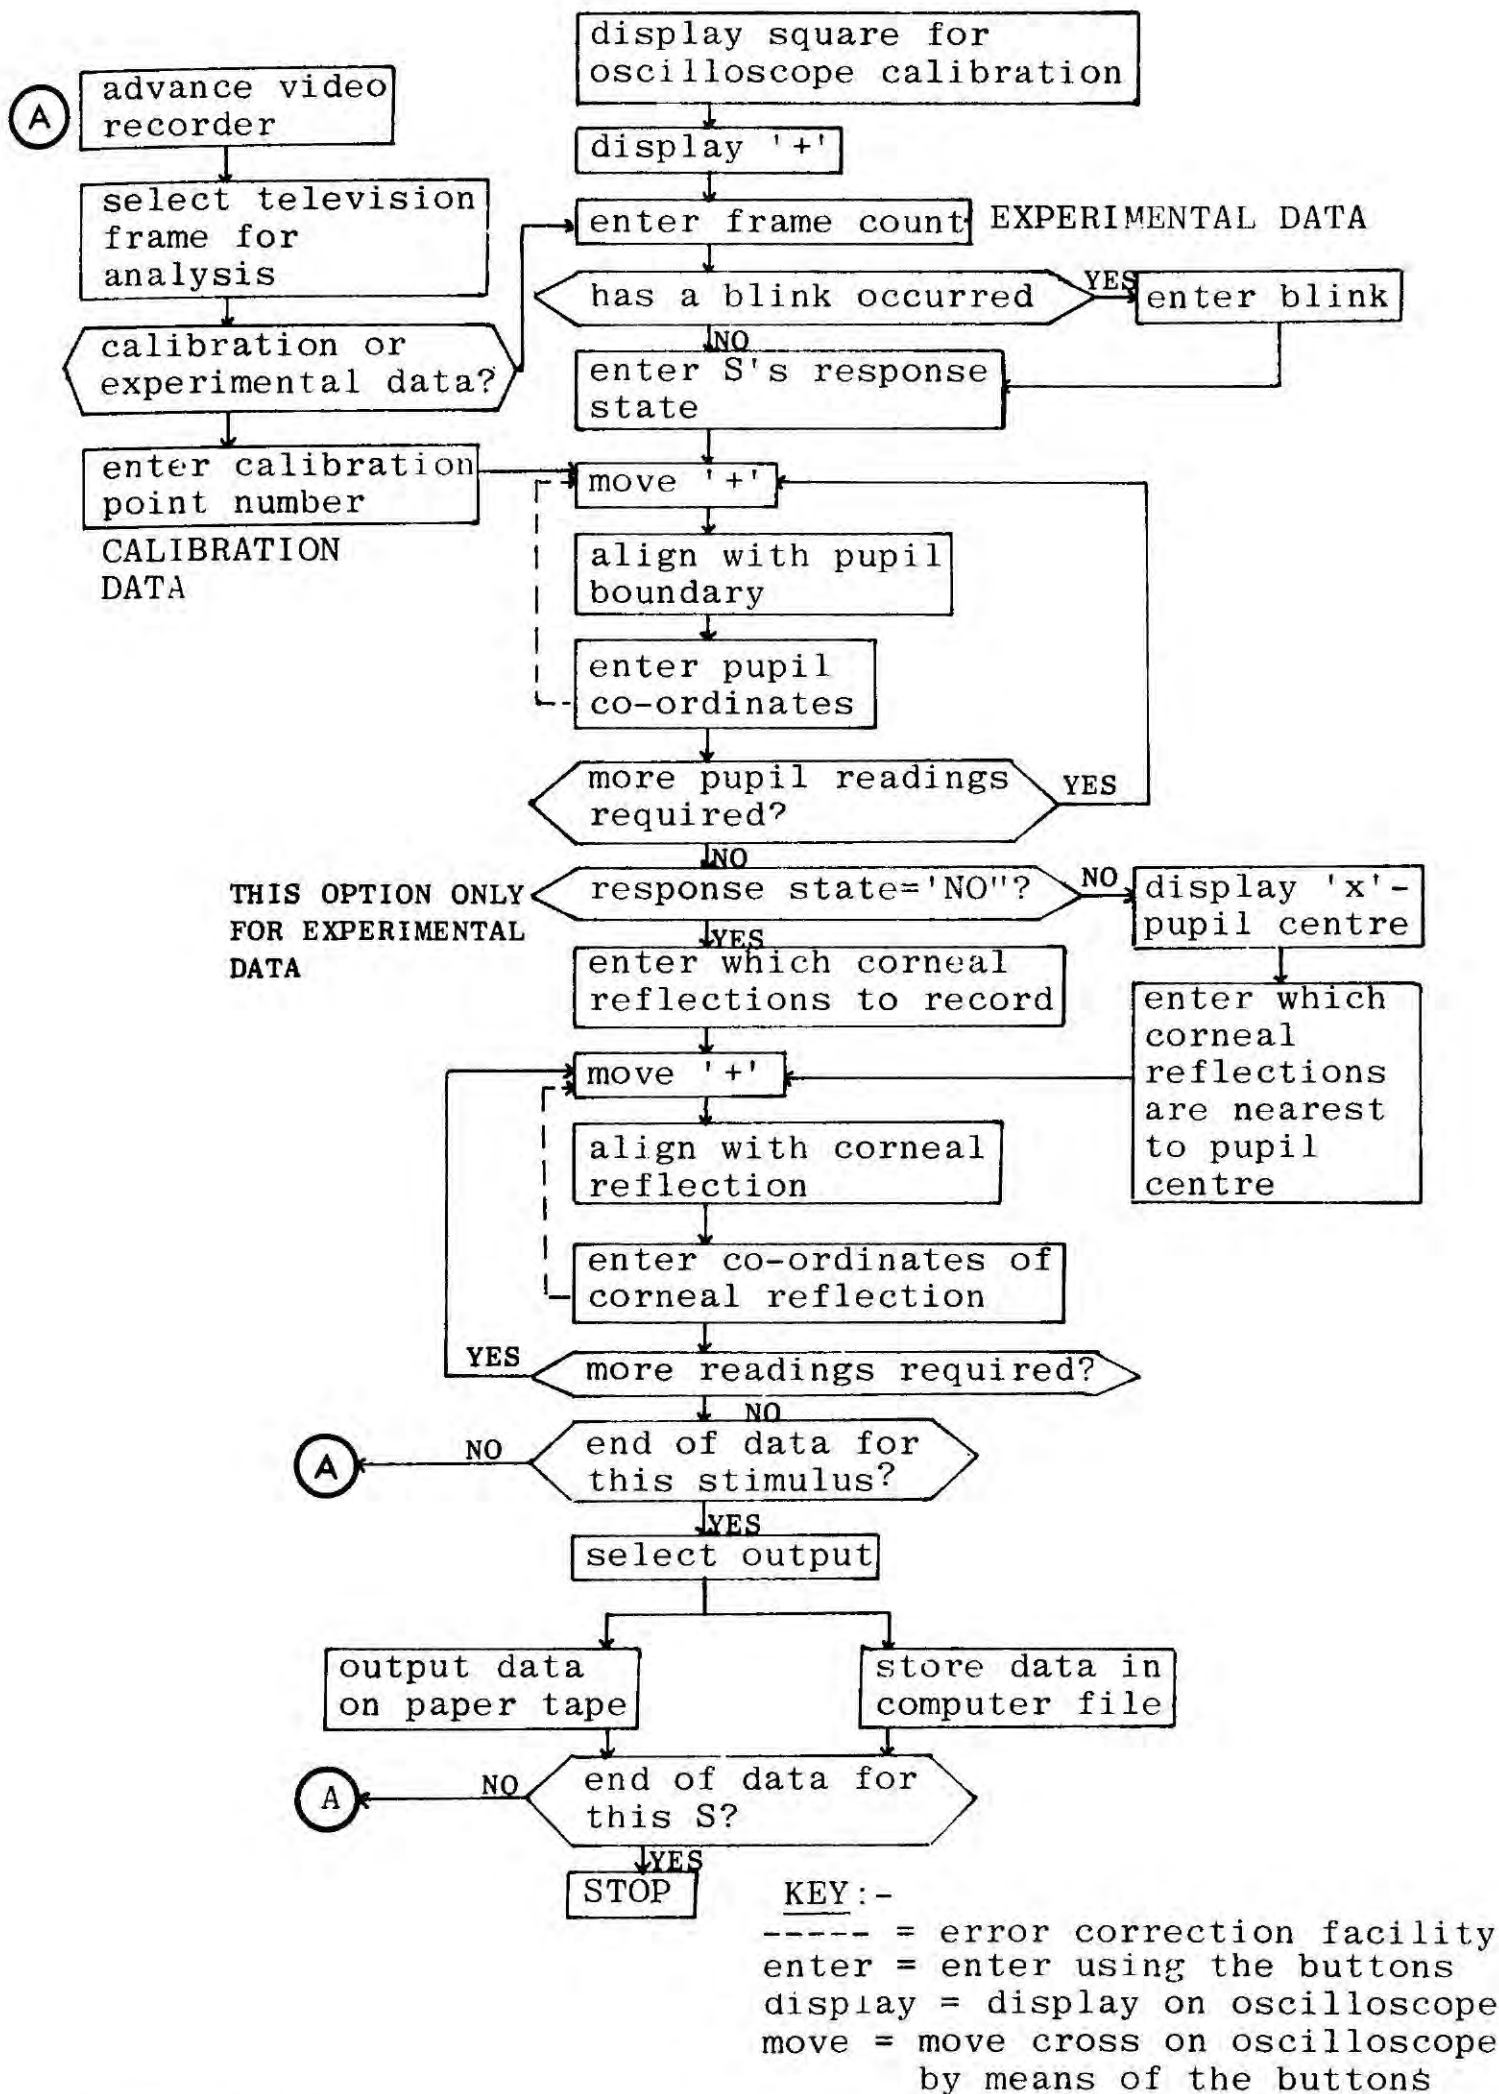 A
advance video
recorder
select television
frame for
analysis
calibration or
experimental data?
enter calibration
point number
CALIBRATION
DATA
display square for
oscilloscope calibration
display '+'
enter frame count
EXPERIMENTAL DATA
has a blink occurred
YES
enter blink
NO
enter S's response
state
move '+'
align with pupil
boundary
enter pupil
co-ordinates
more pupil readings
required?
YES
NO
THIS OPTION ONLY
FOR EXPERIMENTAL
DATA
response state='NO"?
NO
display 'x'-
pupil centre
YES
enter which corneal
reflections to record
enter which
corneal
reflections
are nearest
to pupil
centre
move '+'
align with corneal
reflection
enter co-ordinates of
corneal reflection
YES
more readings required?
NO
end of data for
this stimulus?
NO
A
YES
select output
output data
on paper tape
store data in
computer file
end of data for
this S?
NO
A
YES
STOP
KEY:-
----- = error correction facility
enter = enter using the buttons
display = display on oscilloscope
move = move cross on oscilloscope
by means of the buttons